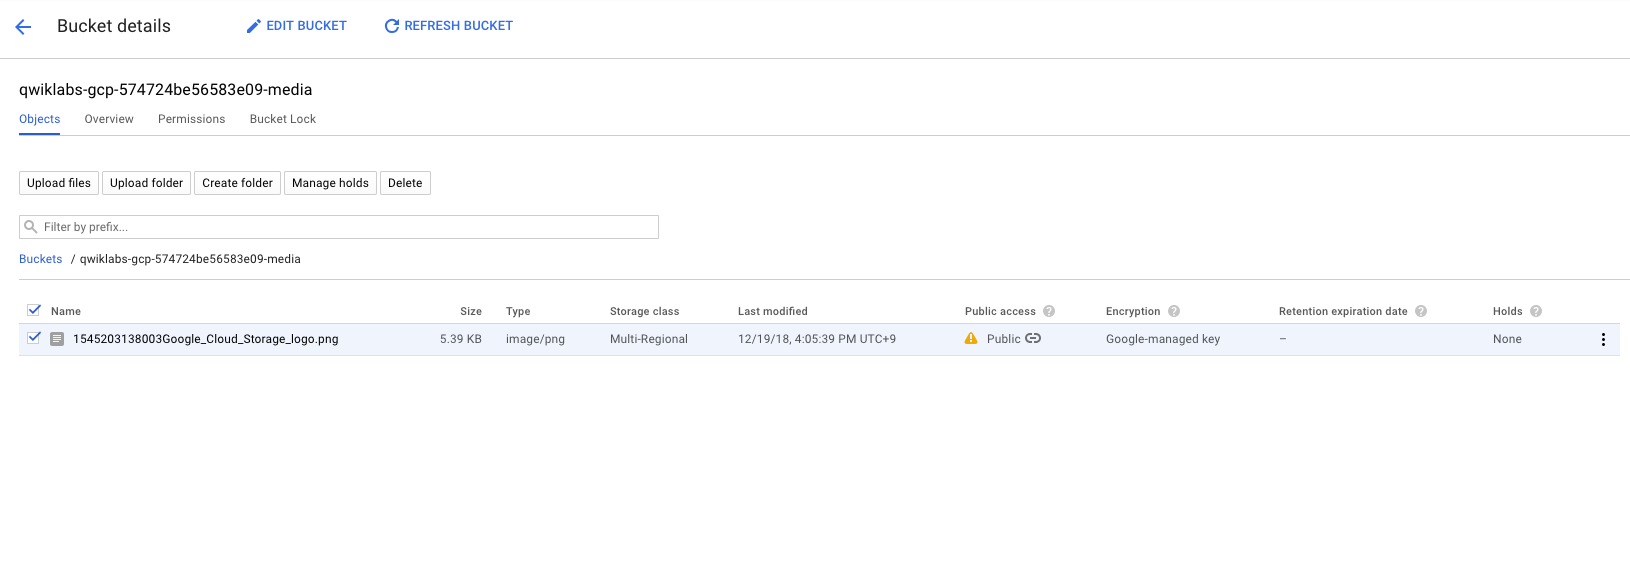 Bucket details EDIT BUCKET REFRESH BUCKET
qwiklabs-gcp-574724be56583e09-media
Objects Overview Permissions Bucket Lock
Upload files Upload folder Create folder Manage holds Delete
Filter by prefix...
Buckets / qwiklabs-gcp-574724be56583e09-media
Name Size Type Storage class Last modified Public access ? Encryption ? Retention expiration date ? Holds ?
1545203138003Google_Cloud_Storage_logo.png 5.39 KB image/png Multi-Regional 12/19/18, 4:05:39 PM UTC+9 Public Google-managed key – None